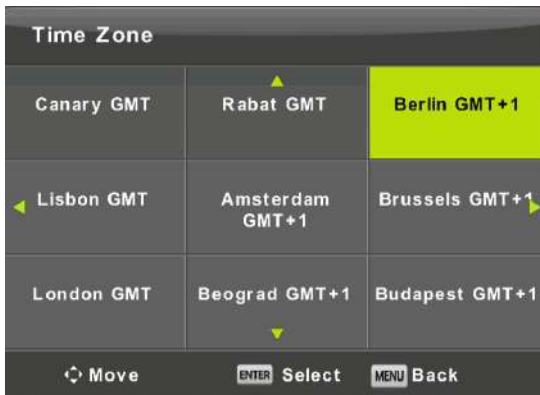 Time Zone
Canary GMT
Rabat GMT
Berlin GMT+1
Lisbon GMT
Amsterdam
GMT+1
Brussels GMT+1
London GMT
Beograd GMT+1
Budapest GMT+1
Move
ENTER Select
MENU Back